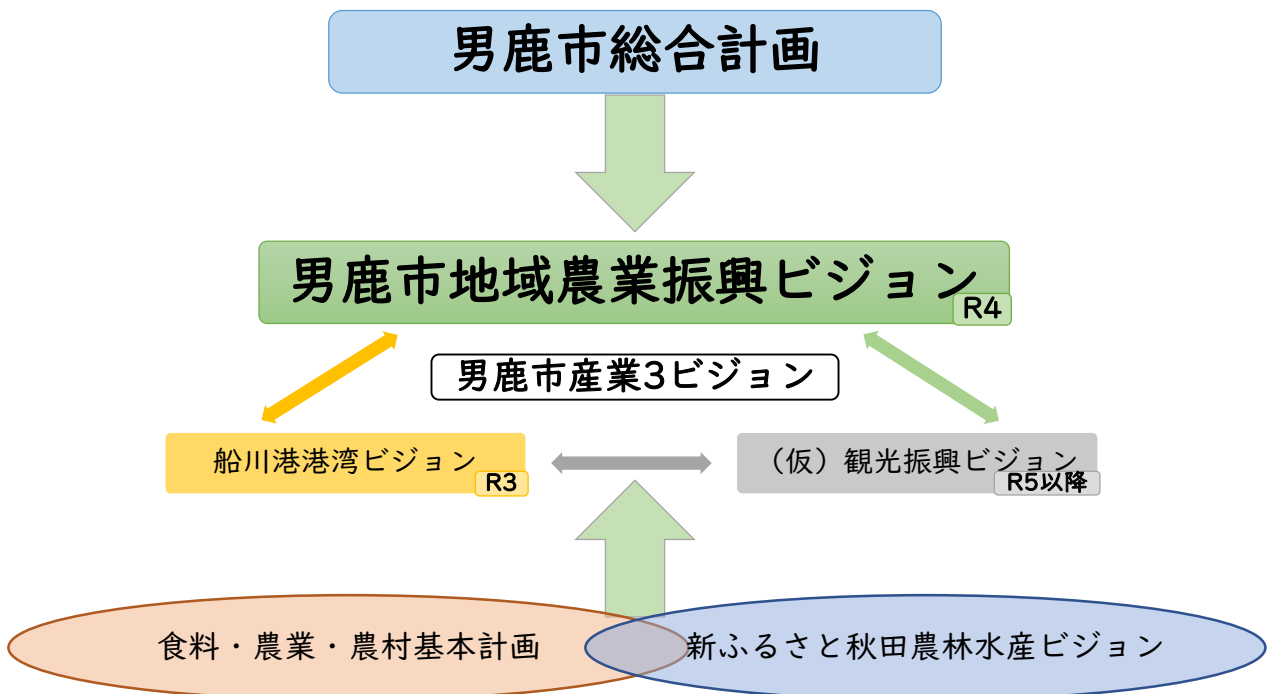 男鹿市総合計画
男鹿市地域農業振興ビジョン
R4
男鹿市産業3ビジョン
船川港港湾ビジョン
R3
（仮）観光振興ビジョン
R5以降
食料・農業・農村基本計画
新ふるさと秋田農林水産ビジョン